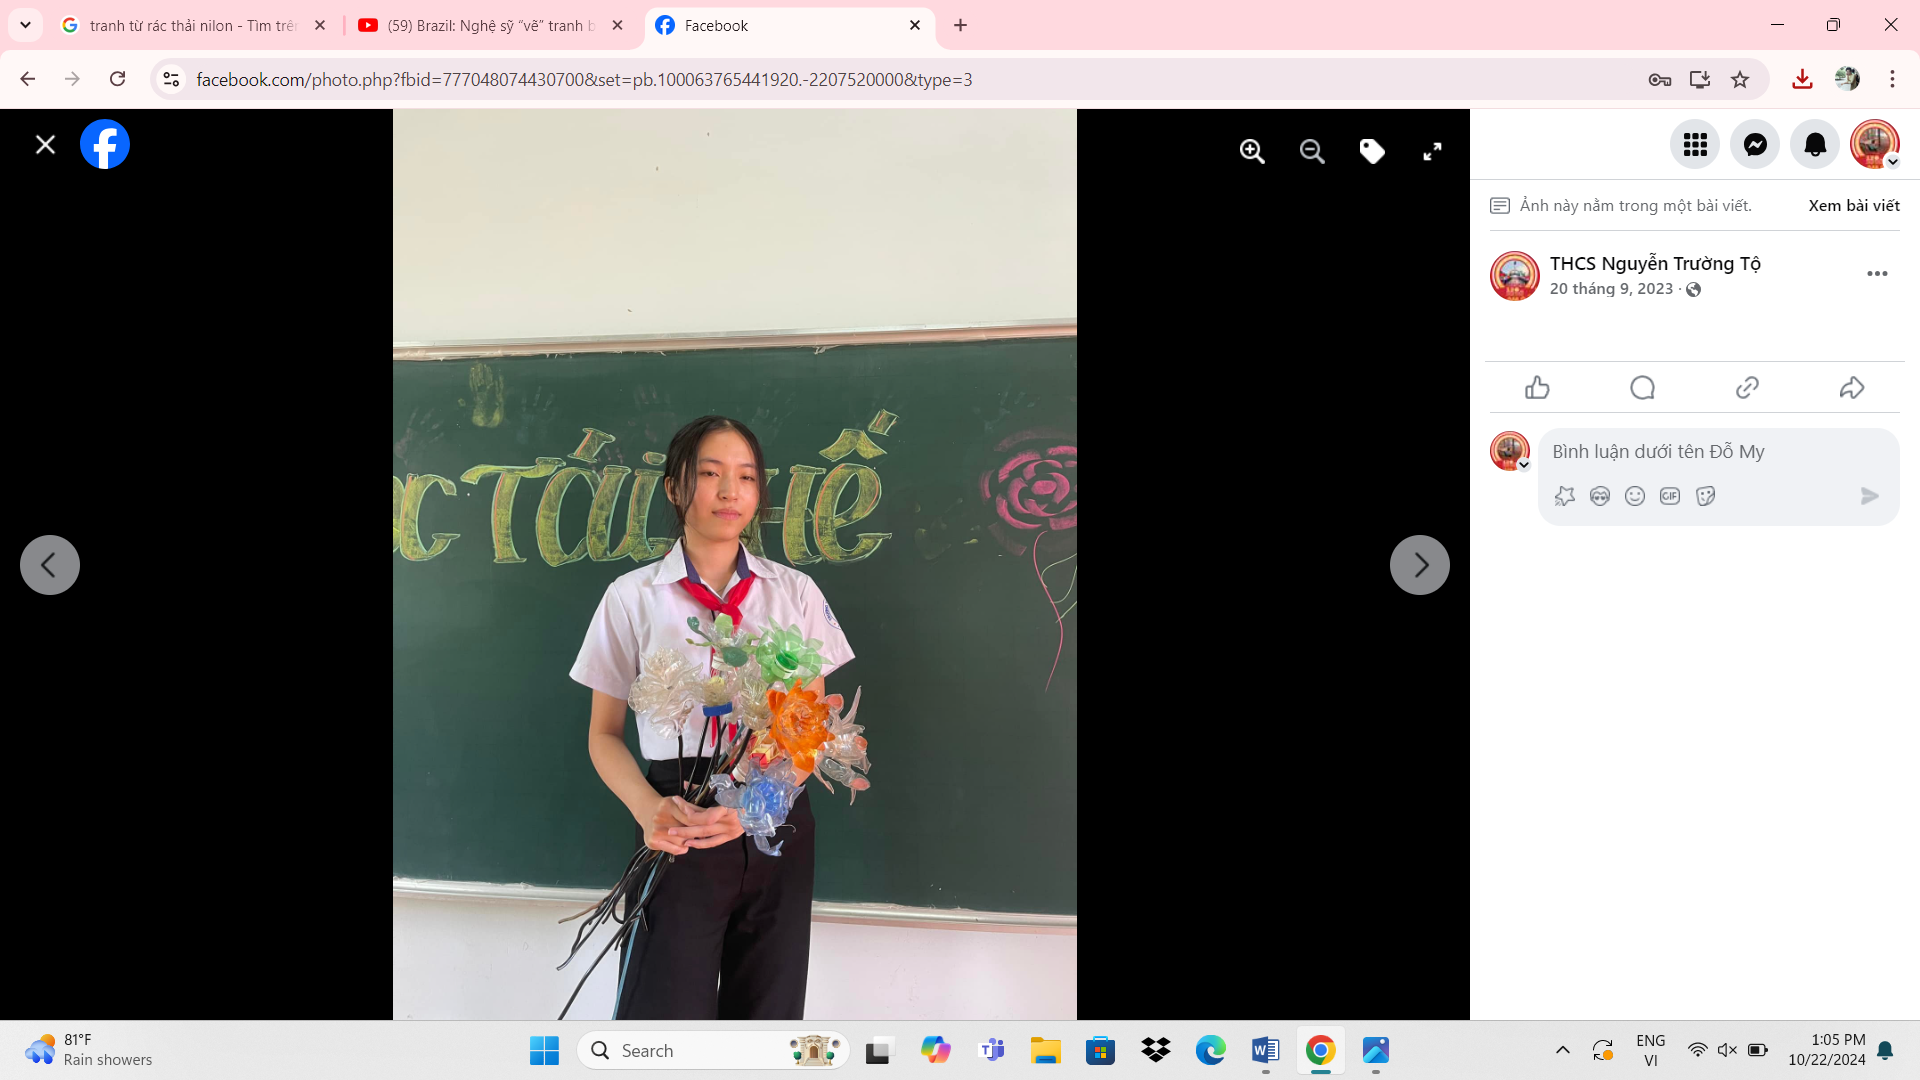 tranh từ rác thải nilon - Tìm trên
(59) Brazil: Nghệ sỹ “vẽ” tranh b
Facebook
facebook.com/photo.php?fbid=777048074430700&set=pb.100063765441920.-2207520000&type=3
Ảnh này nằm trong một bài viết.
Xem bài viết
THCS Nguyễn Trường Tộ
20 tháng 9, 2023 ·
Bình luận dưới tên Đỗ My
GIF
TÁI
HẾ
81°F
Rain showers
Search
ENG
VI
1:05 PM
10/22/2024